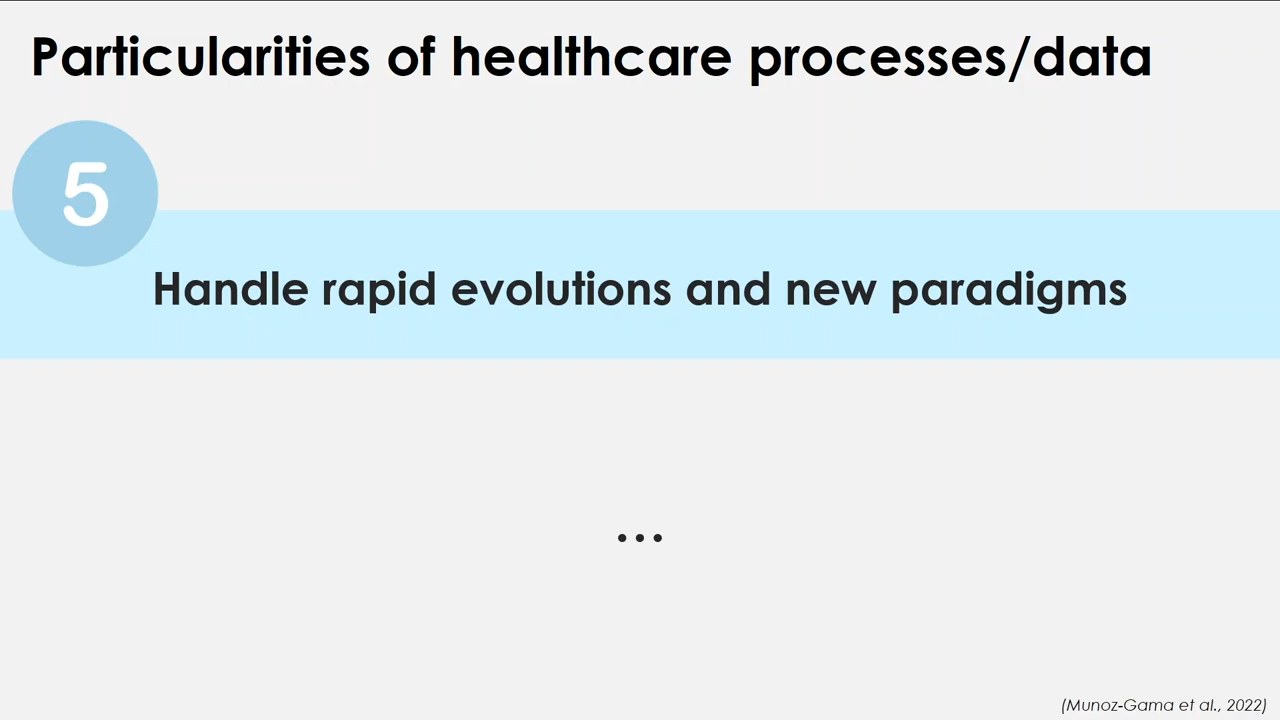 Particularities of healthcare processes/data
5
Handle rapid evolutions and new paradigms
...
(Munoz-Gama et al., 2022)